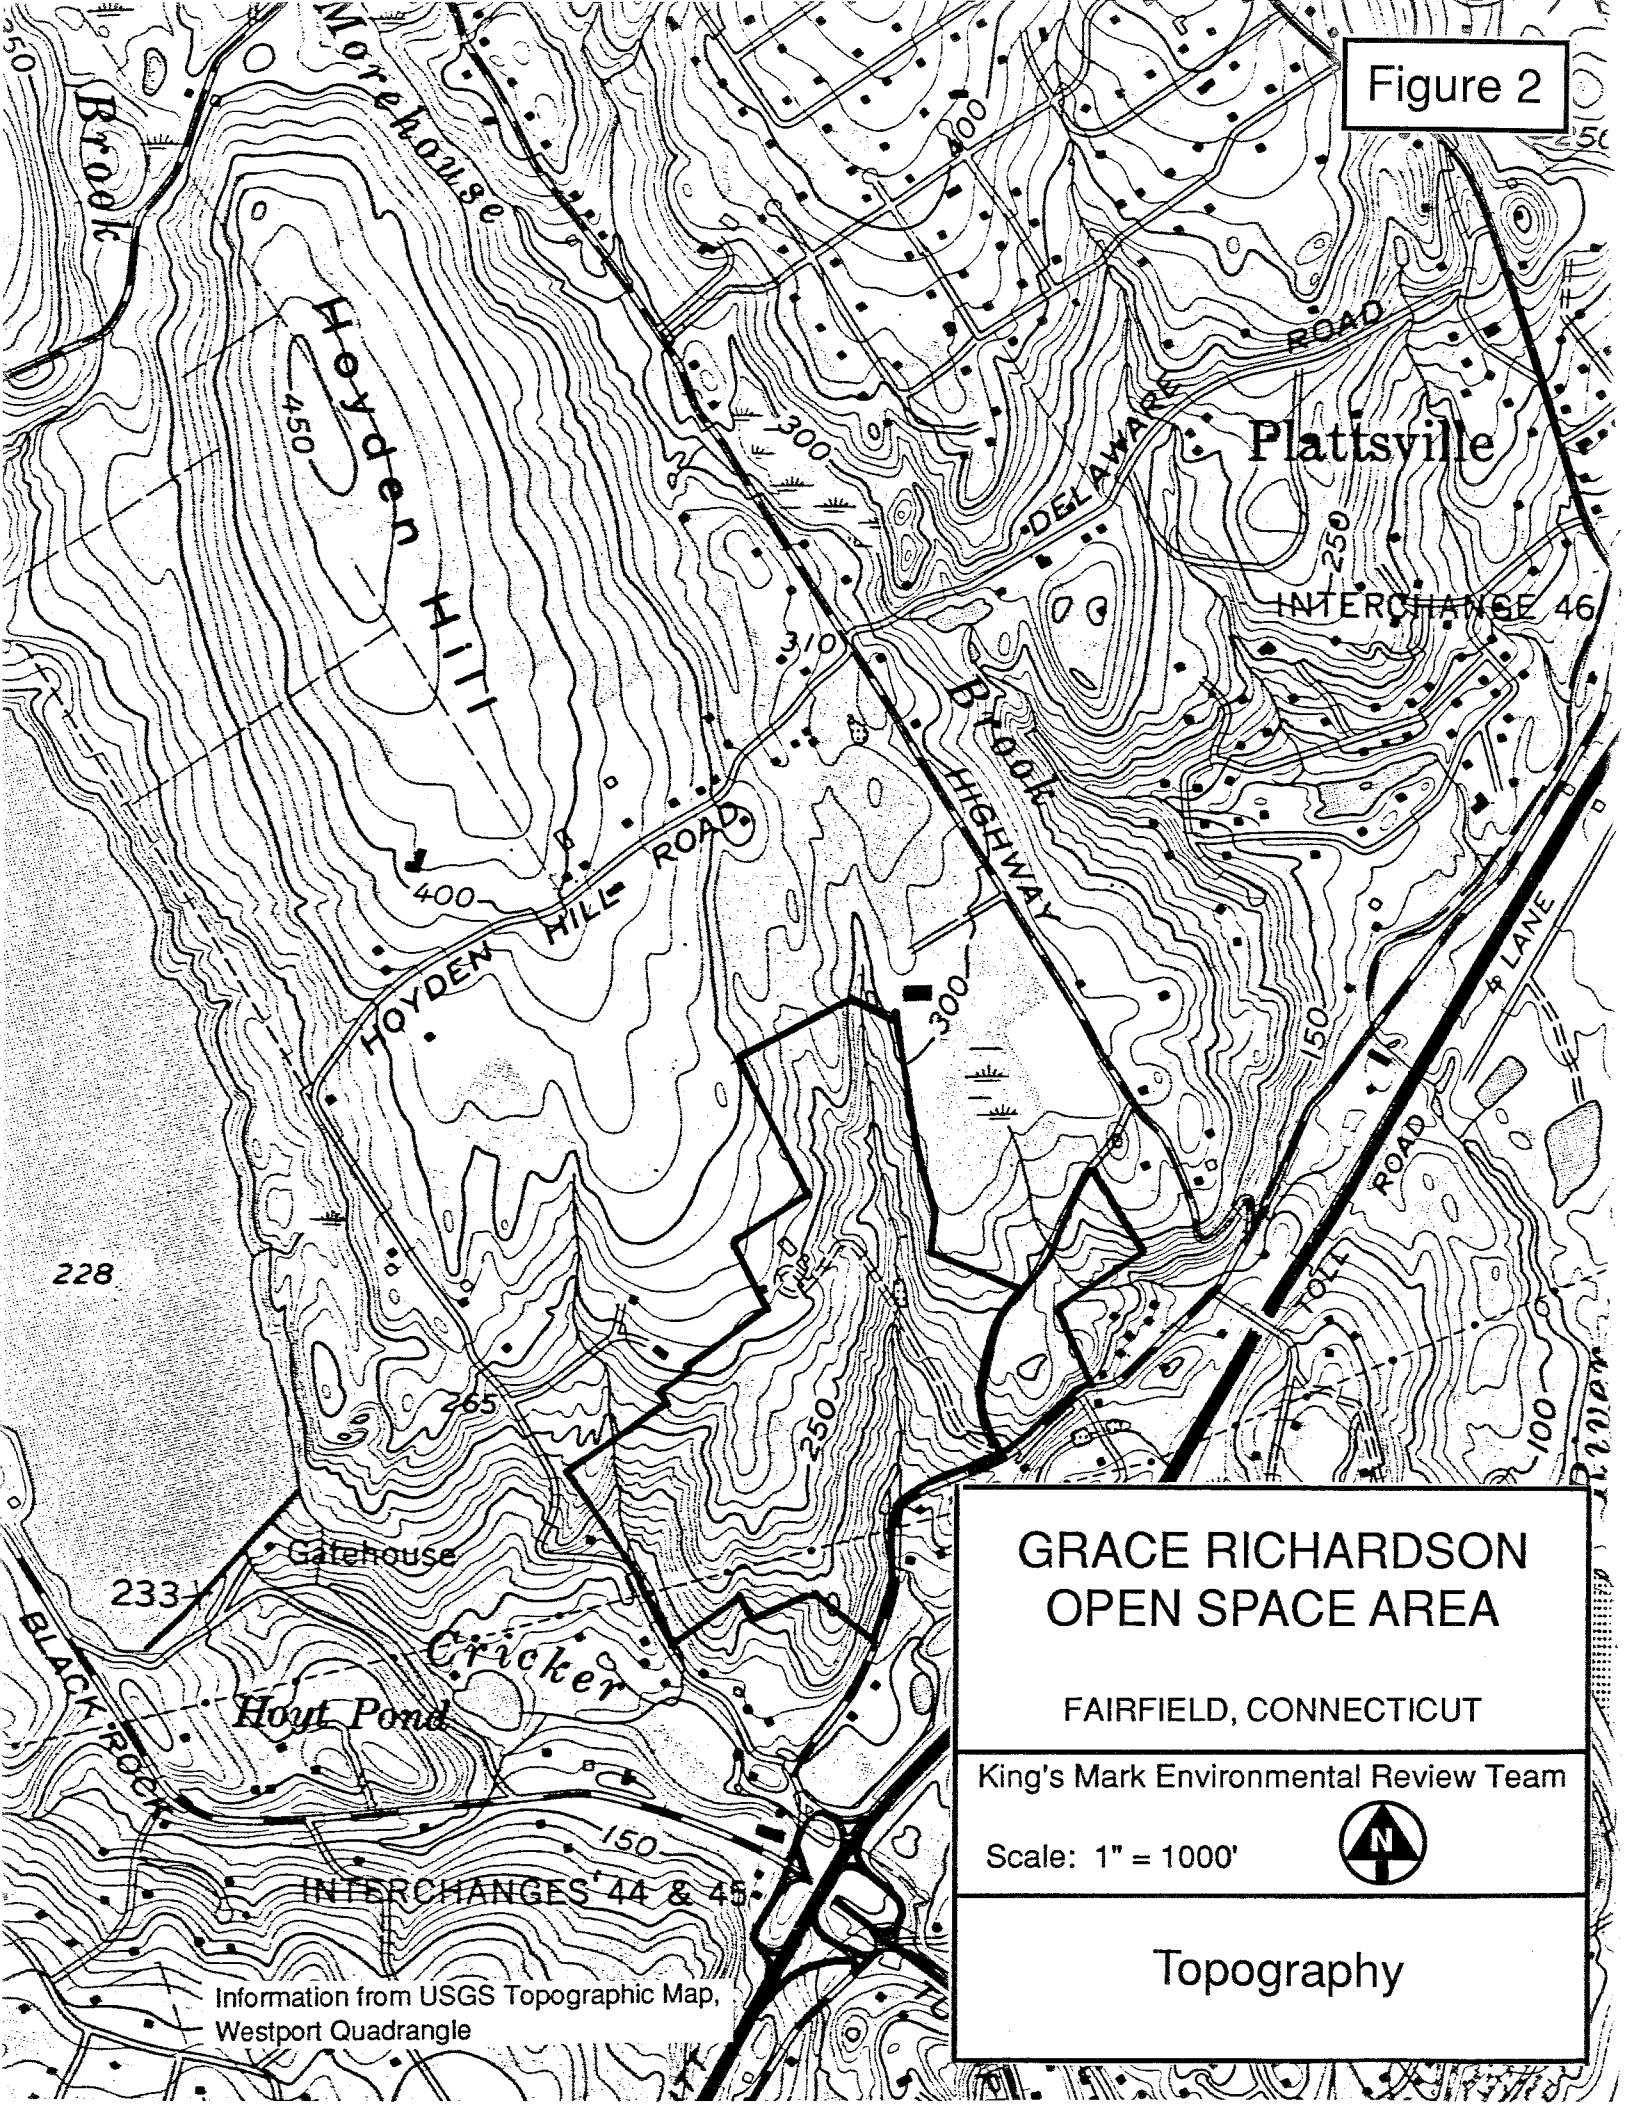 Figure 2
250
Brook
Morehouse
400
250
Hoyden Hill
450
ROAD
DELAWARE
Plattsville
300
250
INTERCHANGE 46
310
Brook
HIGHWAY
400
HOYDEN HILL ROAD
300
4 LANE
150
TOLL ROAD
228
265
250
100
Gatehouse
233
Cricker
Hoyt Pond
BLACK ROCK
150
INTERCHANGES 44 & 45
GRACE RICHARDSON
OPEN SPACE AREA
FAIRFIELD, CONNECTICUT
King's Mark Environmental Review Team
Scale: 1" = 1000'
N
Topography
Information from USGS Topographic Map,
Westport Quadrangle